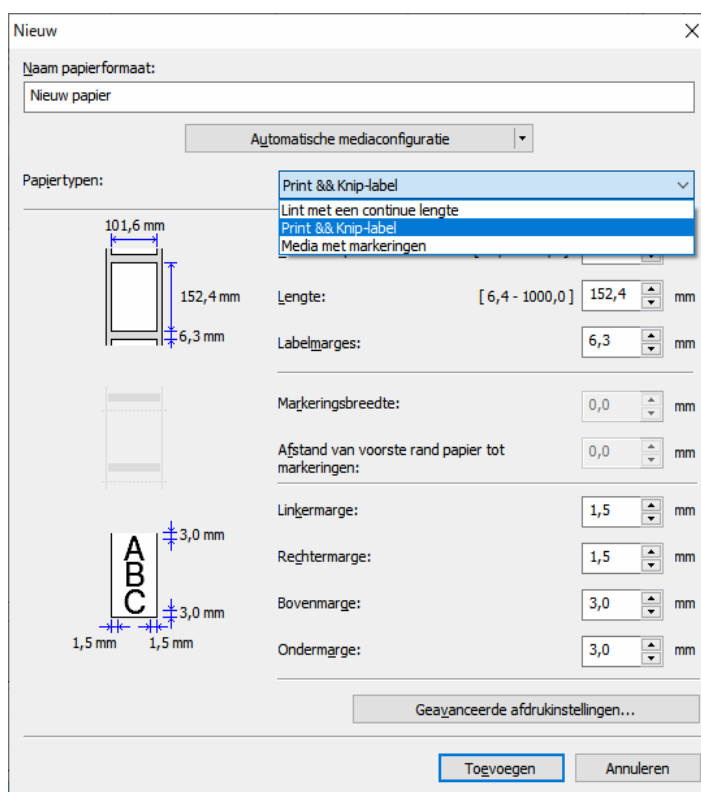 Nieuw
Naam papierformaat:
Nieuw papier
Automatische mediaconfiguratie
Papiertypen:
Print && Knip-label
Lint met een continue lengte
Print && Knip-label
Media met markeringen
101,6 mm
152,4 mm
6,3 mm
Lengte: [ 6,4 - 1000,0 ] 152,4 mm
Labelmarges: 6,3 mm
Markeringsbreedte: 0,0 mm
Afstand van voorste rand papier tot
markeringen: 0,0 mm
Linkermarge: 1,5 mm
Rechtermarge: 1,5 mm
Bovenmarge: 3,0 mm
Ondermarge: 3,0 mm
3,0 mm
A
B
C
3,0 mm
1,5 mm 1,5 mm
Geavanceerde afdrukinstellingen...
Toevoegen Annuleren